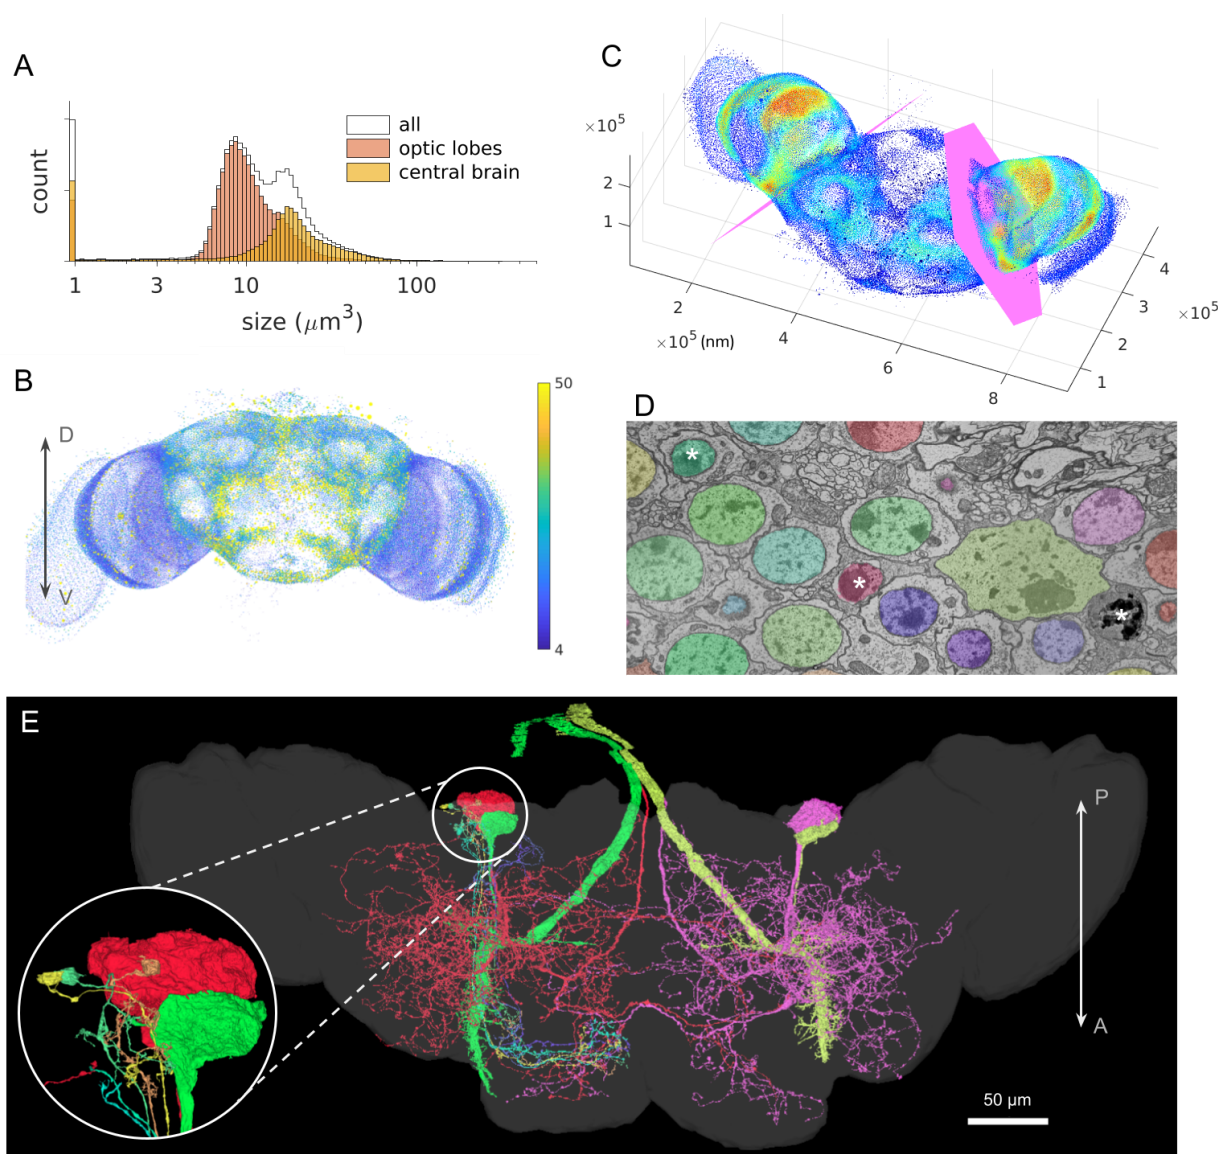 A
count
all
optic lobes
central brain
1 3 10 100
size (μm³)
B
D
V
50
4
C
×10⁵
2
1
2
4
6
8
×10⁵ (nm)
4
3
2
1
×10⁵
D
*
*
*
E
P
A
50 μm